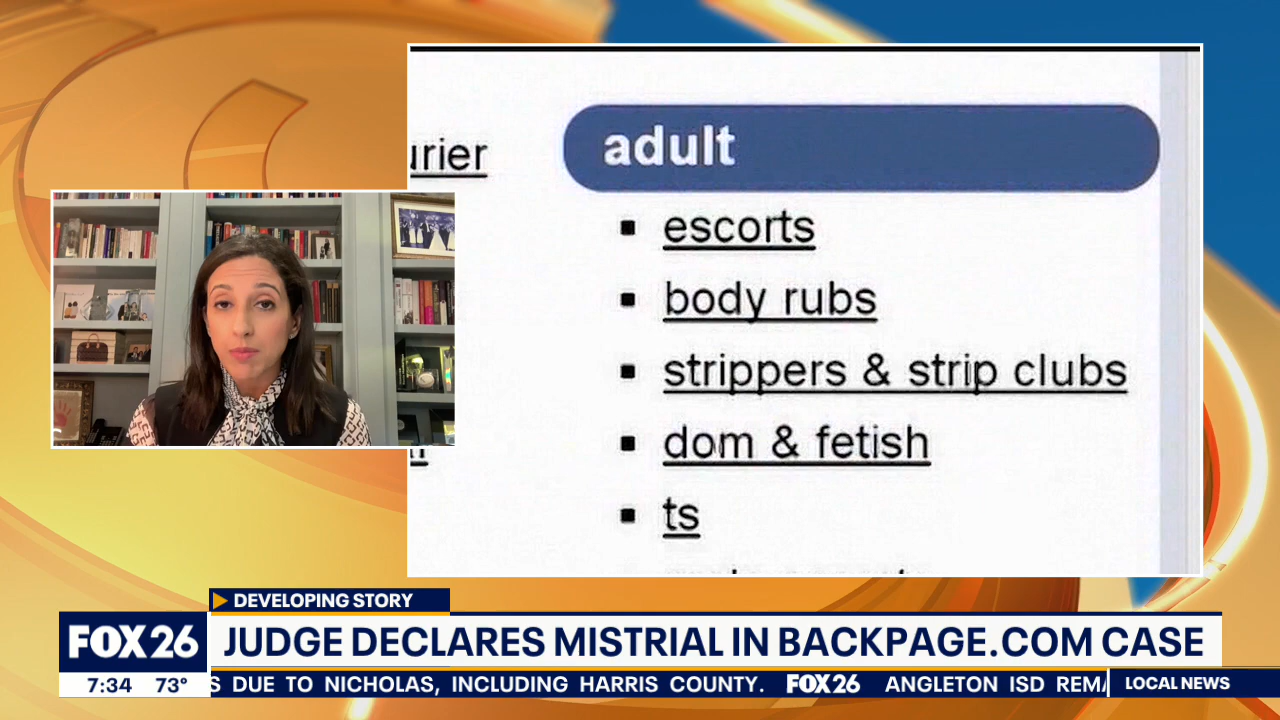 urier
adult
escorts
body rubs
strippers & strip clubs
dom & fetish
ts
DEVELOPING STORY
FOX 26
JUDGE DECLARES MISTRIAL IN BACKPAGE.COM CASE
7:34 73° S DUE TO NICHOLAS, INCLUDING HARRIS COUNTY. FOX 26 ANGLETON ISD REMA LOCAL NEWS